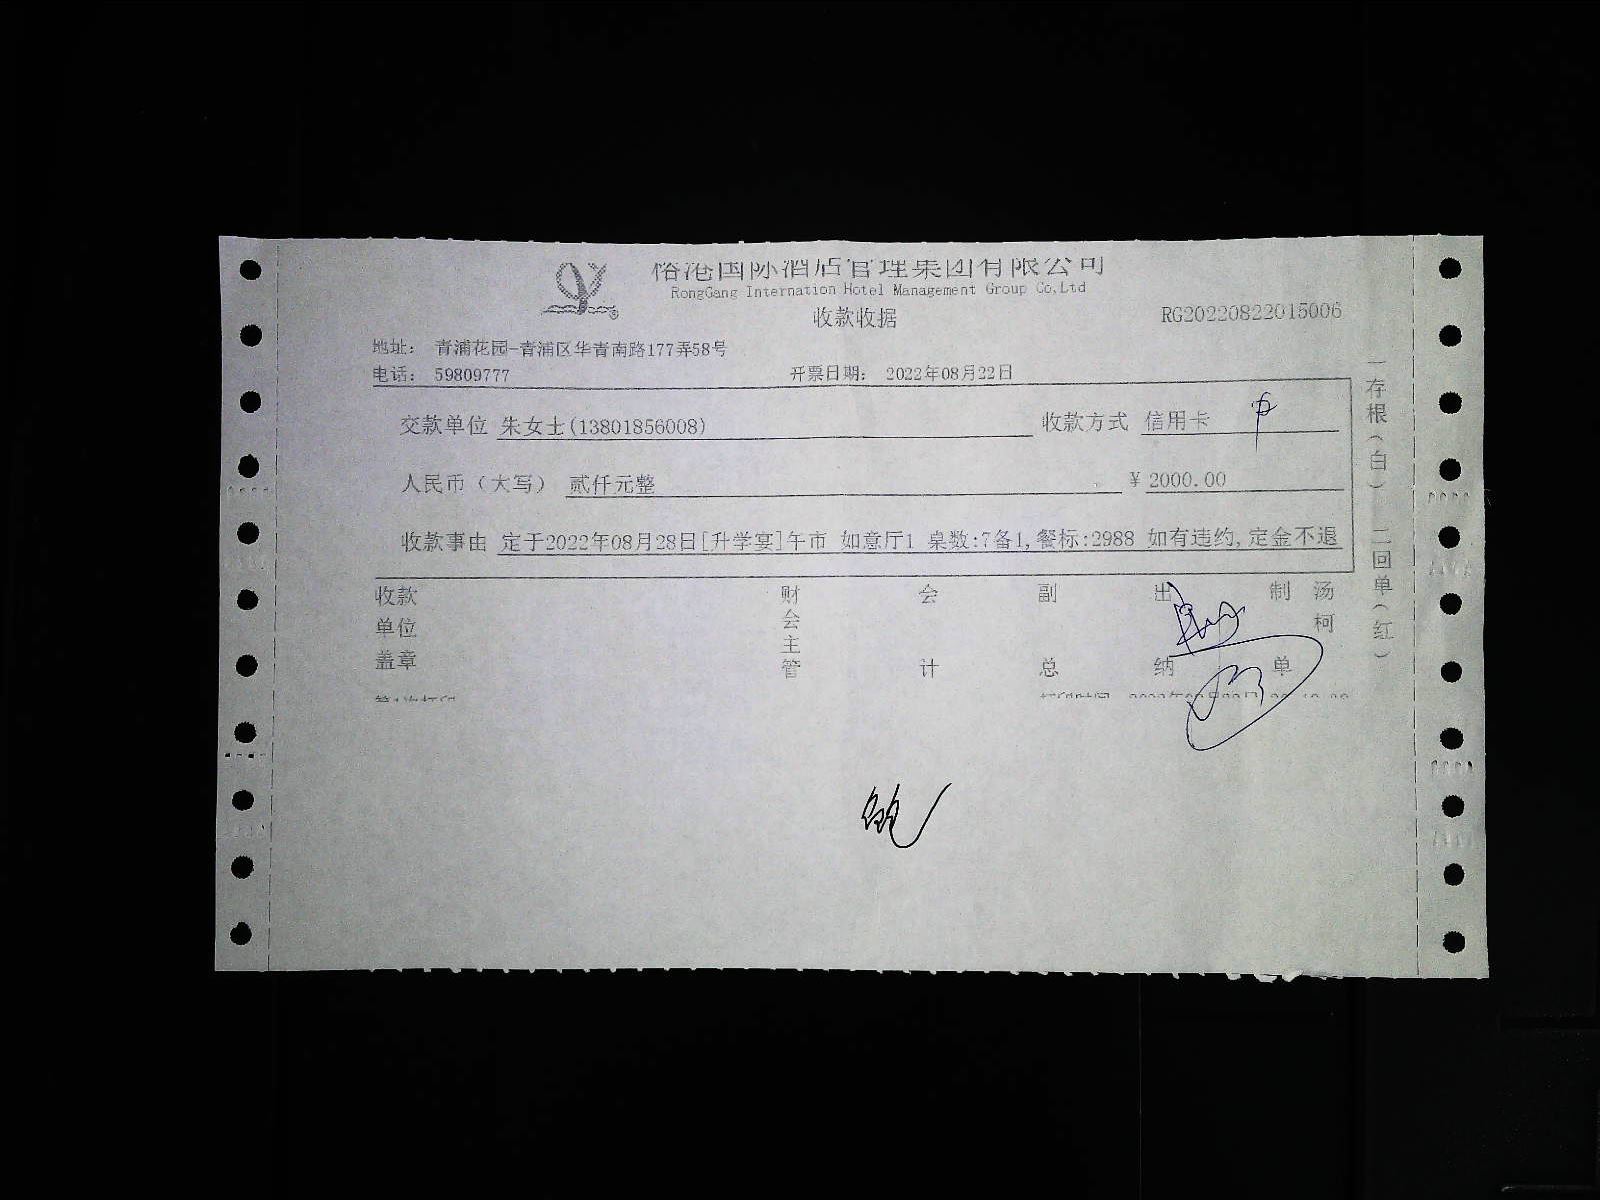 国际酒店管理集团有限公司
RongGang Internation Hotel Management Group Co,Ltd
收款收据
RG20220822015006
地址： 青浦花园-青浦区华青南路177弄58号
电话： 59809777 开票日期： 2022年08月22日
交款单位 朱女士(13801856008) 收款方式 信用卡
人民币（大写） 贰仟元整 ¥ 2000.00
收款事由 定于2022年08月28日[升学宴]午市 如意厅1 桌数:7备1,餐标:2988 如有违约,定金不退
收款单位盖章 财会主管 会计 副总 出纳 制单 汤柯
一存根（白） 二回单（红）